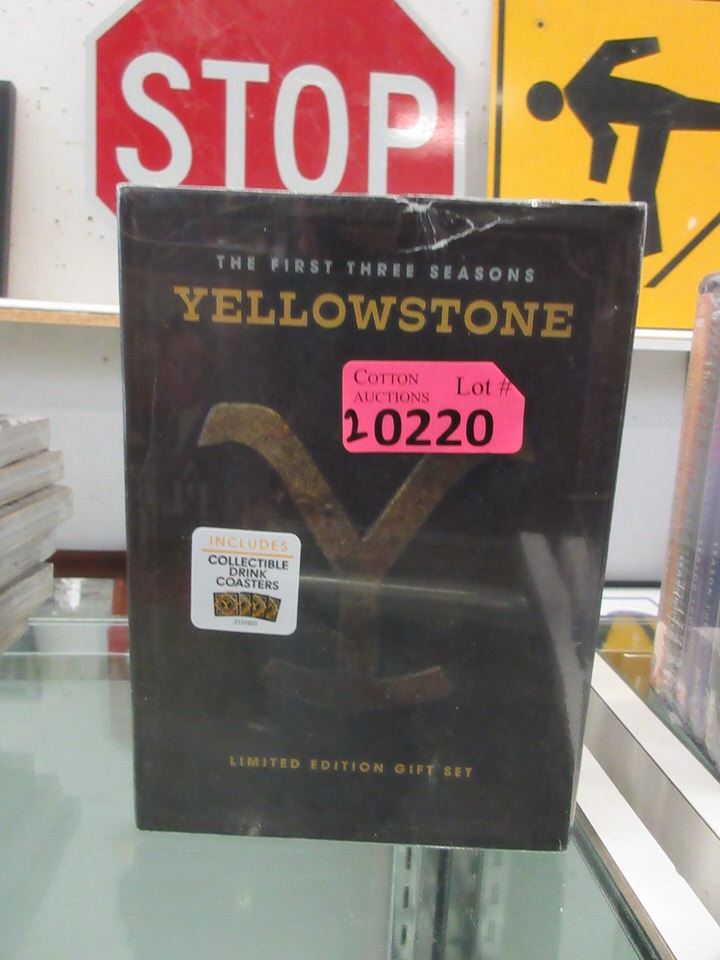 STOP
THE FIRST THREE SEASONS
YELLOWSTONE
COTTON
AUCTIONS
Lot #
20220
Y
INCLUDES
COLLECTIBLE
DRINK
COASTERS
LIMITED EDITION GIFT SET